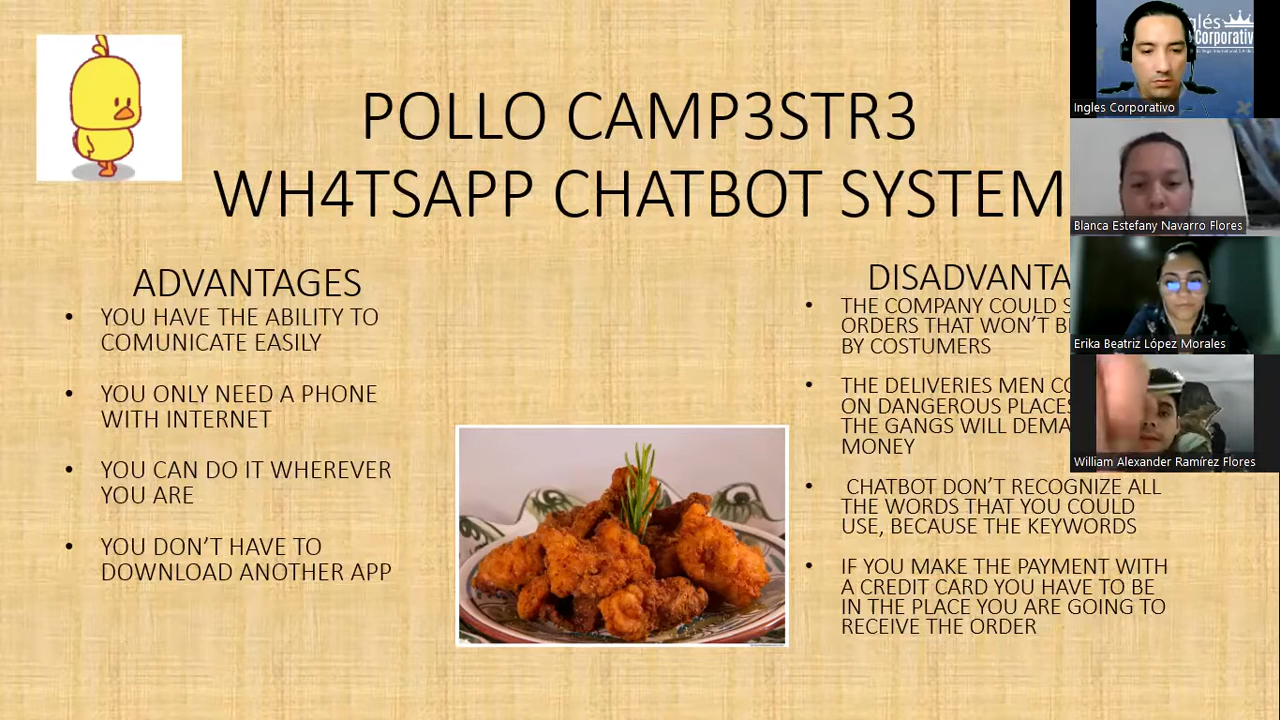 POLLO CAMP3STR3
WH4TSAPP CHATBOT SYSTEM
ADVANTAGES
• YOU HAVE THE ABILITY TO
COMUNICATE EASILY
• YOU ONLY NEED A PHONE
WITH INTERNET
• YOU CAN DO IT WHEREVER
YOU ARE
• YOU DON'T HAVE TO
DOWNLOAD ANOTHER APP
DISADVANTA
• THE COMPANY COULD S
ORDERS THAT WON'T B
BY COSTUMERS
• THE DELIVERIES MEN CO
ON DANGEROUS PLACES
THE GANGS WILL DEMA
MONEY
• CHATBOT DON'T RECOGNIZE ALL
THE WORDS THAT YOU COULD
USE, BECAUSE THE KEYWORDS
• IF YOU MAKE THE PAYMENT WITH
A CREDIT CARD YOU HAVE TO BE
IN THE PLACE YOU ARE GOING TO
RECEIVE THE ORDER
glés
Corporativ
Ingles Corporativo
Blanca Estefany Navarro Flores
Erika Beatriz López Morales
William Alexander Ramírez Flores